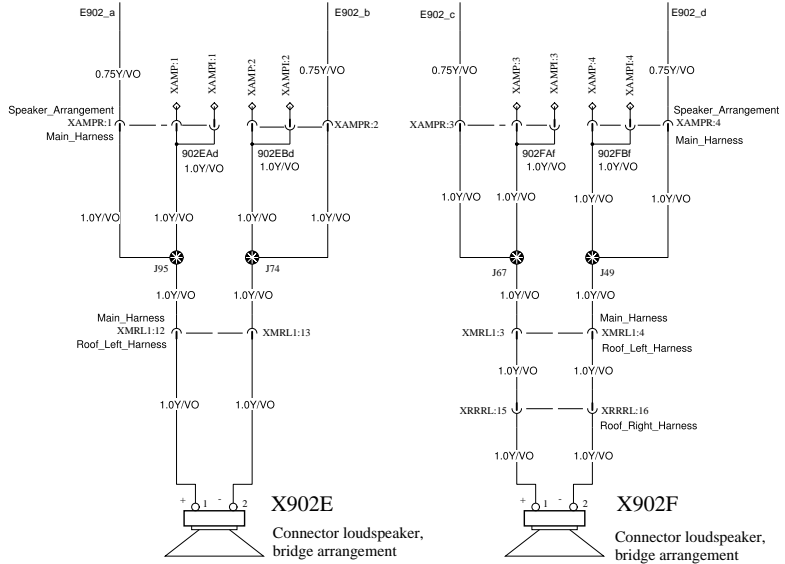 E902_a
E902_b
E902_c
E902_d
XAMP:1
XAMPI:1
XAMP:2
XAMPI:2
XAMP:3
XAMPI:3
XAMP:4
XAMPI:4
0.75Y/VO
0.75Y/VO
0.75Y/VO
0.75Y/VO
Speaker_Arrangement
Speaker_Arrangement
XAMPR:1
XAMPR:2
XAMPR:3
XAMPR:4
Main_Harness
Main_Harness
902EAd
902EBd
902FAf
902FBf
1.0Y/VO
1.0Y/VO
1.0Y/VO
1.0Y/VO
1.0Y/VO
1.0Y/VO
1.0Y/VO
1.0Y/VO
1.0Y/VO
1.0Y/VO
1.0Y/VO
1.0Y/VO
J95
J74
J67
J49
1.0Y/VO
1.0Y/VO
1.0Y/VO
1.0Y/VO
Main_Harness
Main_Harness
XMRL1:12
XMRL1:13
XMRL1:3
XMRL1:4
Roof_Left_Harness
Roof_Left_Harness
1.0Y/VO
1.0Y/VO
1.0Y/VO
1.0Y/VO
XRRRL:15
XRRRL:16
Roof_Right_Harness
1.0Y/VO
1.0Y/VO
+ 1 - 2
X902E
+ 1 - 2
X902F
Connector loudspeaker,
bridge arrangement
Connector loudspeaker,
bridge arrangement